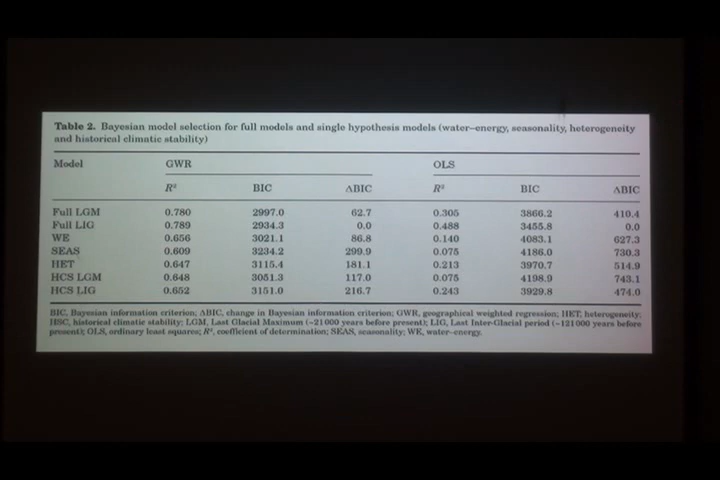 Table 2. Bayesian model selection for full models and single hypothesis models (water–energy, seasonality, heterogeneity
and historical climatic stability)
Model GWR OLS
R² BIC ΔBIC R² BIC ΔBIC
Full LGM 0.780 2997.0 62.7 0.305 3866.2 410.4
Full LIG 0.789 2934.3 0.0 0.488 3455.8 0.0
WE 0.656 3021.1 86.8 0.140 4083.1 627.3
SEAS 0.609 3234.2 299.9 0.075 4186.0 730.3
HET 0.647 3115.4 181.1 0.213 3970.7 514.9
HCS LGM 0.648 3051.3 117.0 0.075 4198.9 743.1
HCS LIG 0.652 3151.0 216.7 0.243 3929.8 474.0
BIC, Bayesian information criterion; ΔBIC, change in Bayesian information criterion; GWR, geographical weighted regression; HET, heterogeneity;
HSC, historical climatic stability; LGM, Last Glacial Maximum (~21 000 years before present); LIG, Last Inter-Glacial period (~121 000 years before
present); OLS, ordinary least squares; R², coefficient of determination; SEAS, seasonality; WE, water–energy.